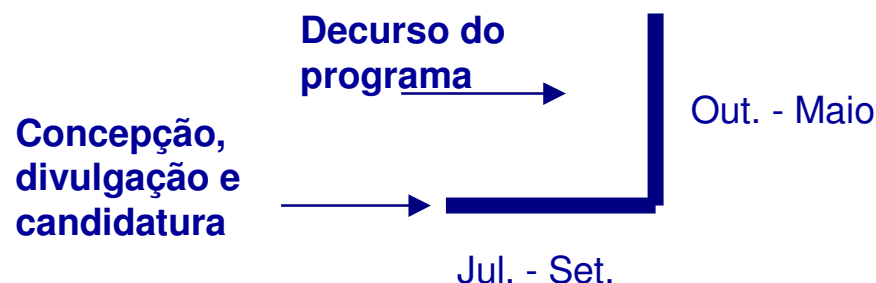 Decurso do
programa
Out. - Maio
Concepção,
divulgação e
candidatura
Jul. - Set.